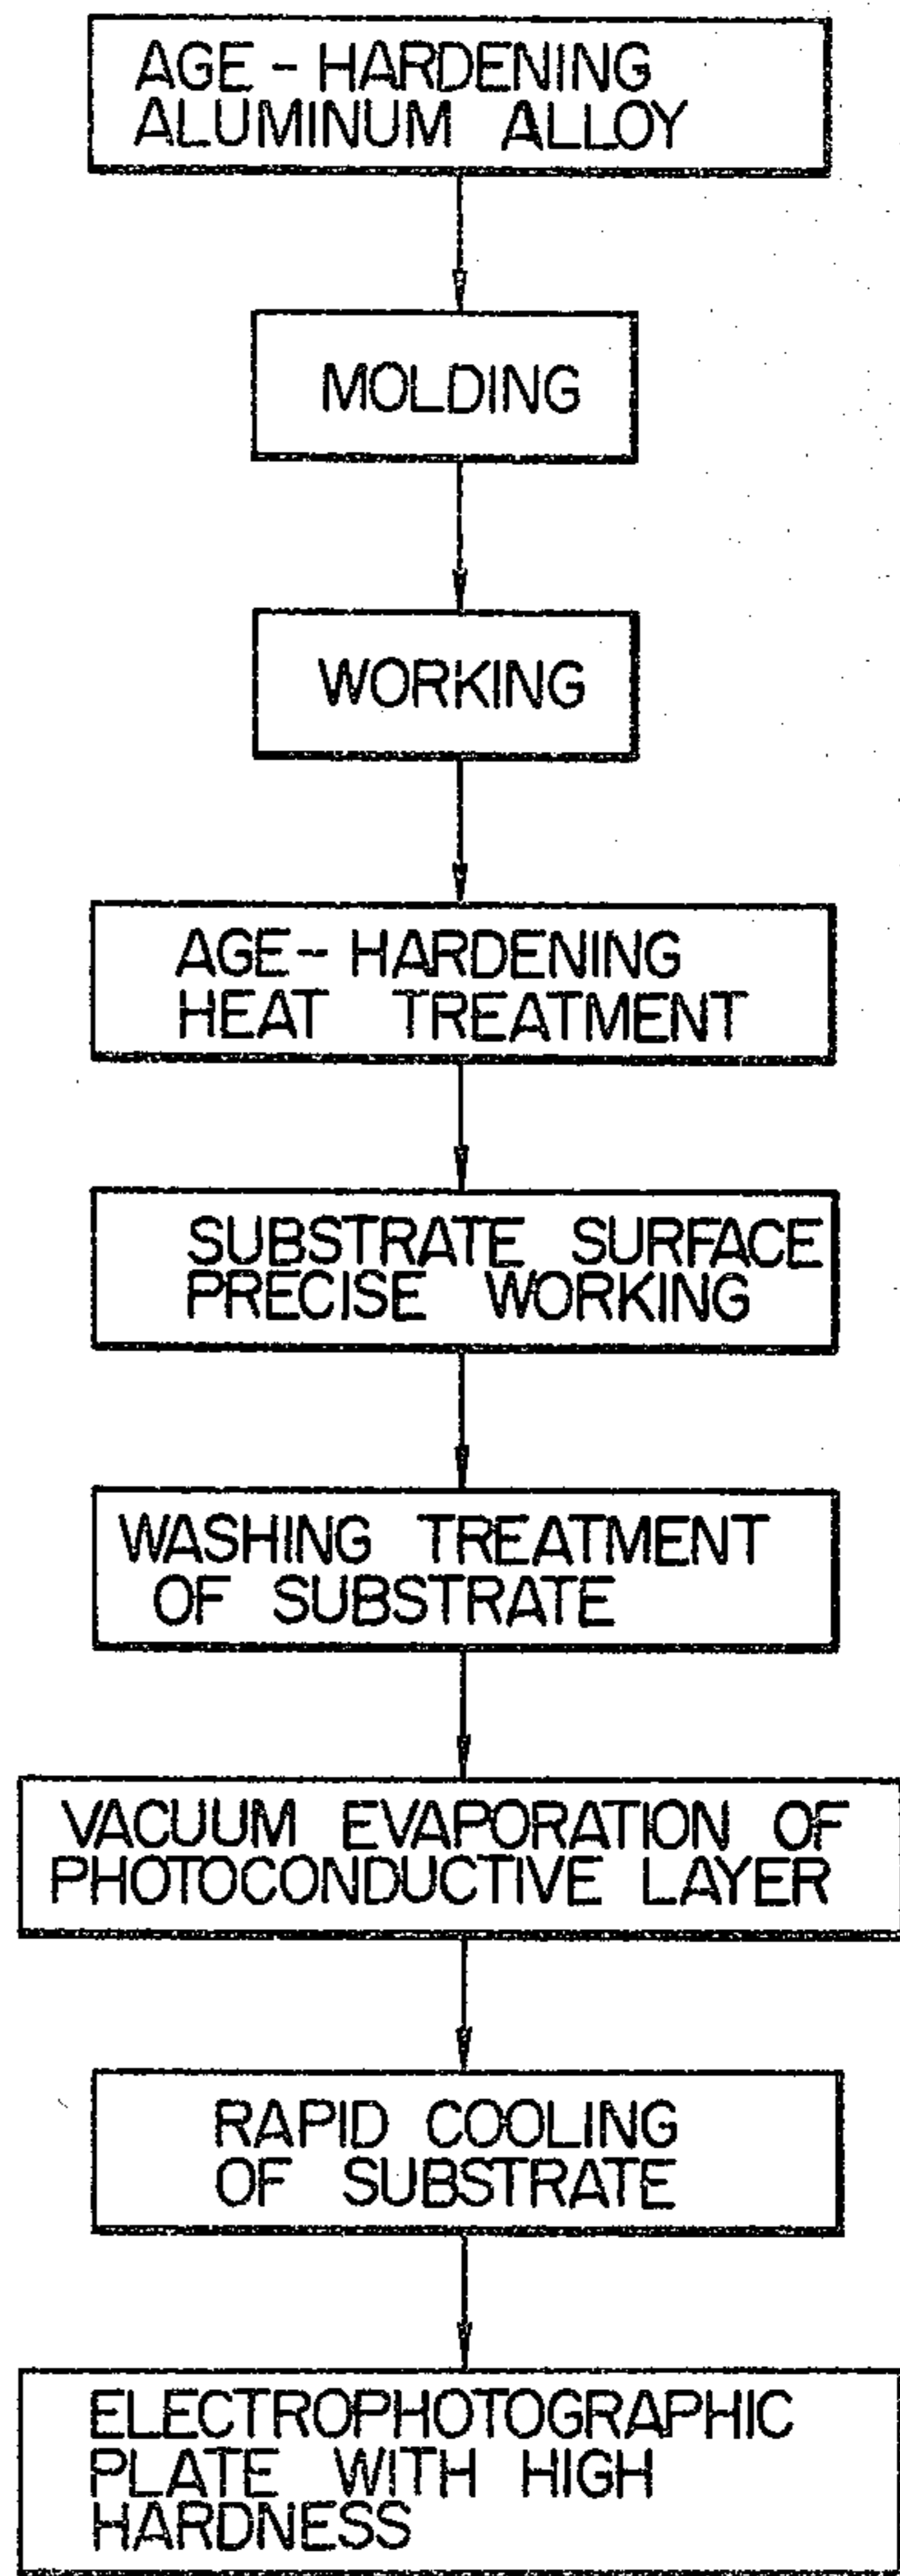 AGE - HARDENING
ALUMINUM ALLOY
MOLDING
WORKING
AGE - HARDENING
HEAT TREATMENT
SUBSTRATE SURFACE
PRECISE WORKING
WASHING TREATMENT
OF SUBSTRATE
VACUUM EVAPORATION OF
PHOTOCONDUCTIVE LAYER
RAPID COOLING
OF SUBSTRATE
ELECTROPHOTOGRAPHIC
PLATE WITH HIGH
HARDNESS